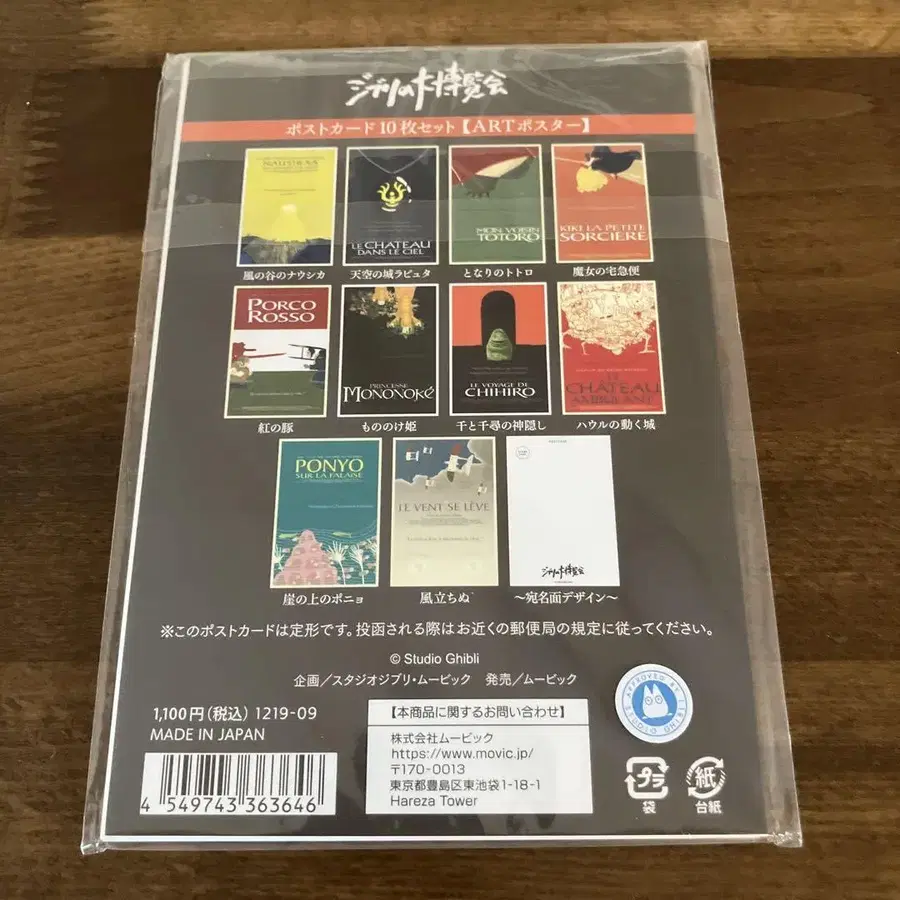 ジブリの大博覧会
ポストカード10枚セット【ARTポスター】
NAUSICAÄ
LE CHÂTEAU
DANS LE CIEL
MON VOISIN
TOTORO
KIKI LA PETITE
SORCIÈRE
風の谷のナウシカ
天空の城ラピュタ
となりのトトロ
魔女の宅急便
PORCO
ROSSO
PRINCESSE
MONONOKÉ
LE VOYAGE DE
CHIHIRO
LE
CHÂTEAU
AMBULANT
紅の豚
もののけ姫
千と千尋の神隠し
ハウルの動く城
PONYO
SUR LA FALAISE
LE VENT SE LÈVE
ジブリの大博覧会
崖の上のポニョ
風立ちぬ
～宛名面デザイン～
※このポストカードは定形です。投函される際はお近くの郵便局の規定に従ってください。
© Studio Ghibli
企画／スタジオジブリ・ムービック 発売／ムービック
APPROVED BY STUDIO GHIBLI
1,100円(税込) 1219-09
MADE IN JAPAN
4 549743 363646
【本商品に関するお問い合わせ】
株式会社ムービック
https://www.movic.jp/
〒170-0013
東京都豊島区東池袋1-18-1
Hareza Tower
プラ
袋
紙
台紙